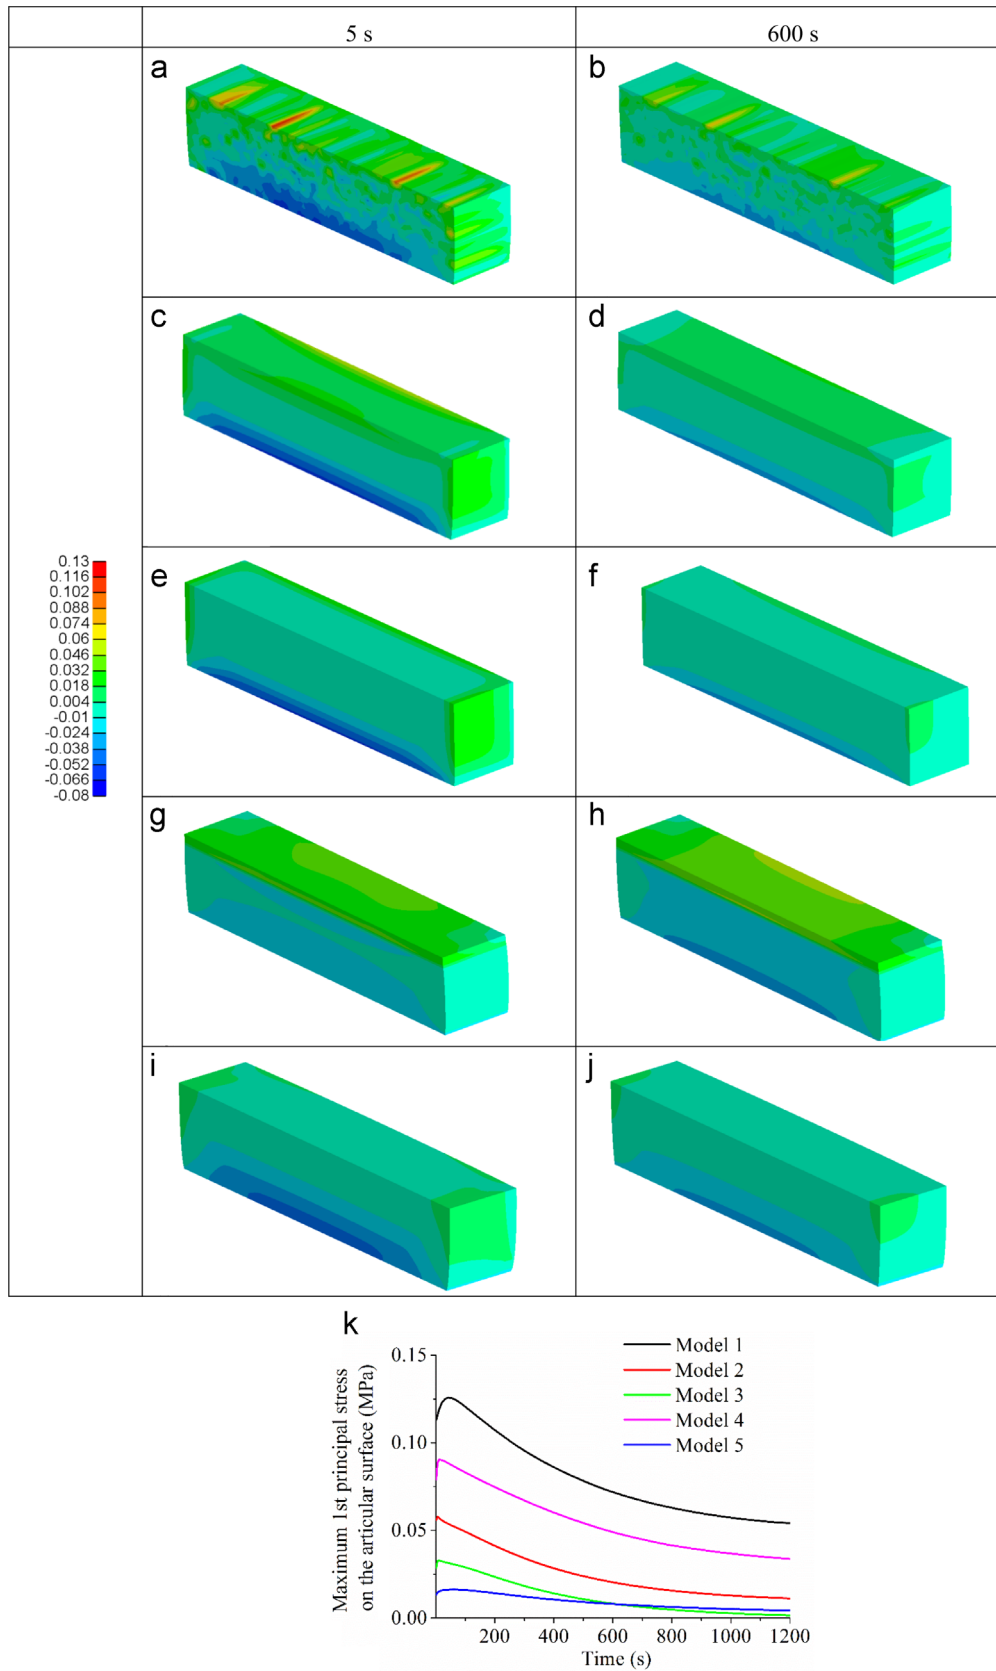 5 s
600 s
a
b
c
d
e
f
0.13
0.116
0.102
0.088
0.074
0.06
0.046
0.032
0.018
0.004
-0.01
-0.024
-0.038
-0.052
-0.066
-0.08
g
h
i
j
k
Maximum 1st principal stress
on the articular surface (MPa)
0.15
0.10
0.05
0.00
Model 1
Model 2
Model 3
Model 4
Model 5
200
400
600
800
1000
1200
Time (s)